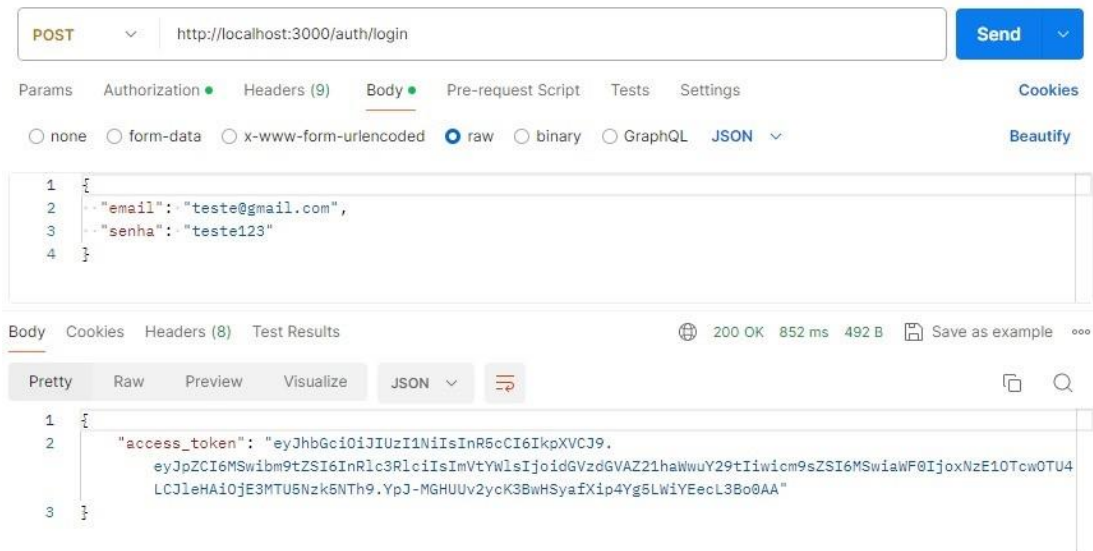 POST http://localhost:3000/auth/login Send
Params Authorization Headers (9) Body Pre-request Script Tests Settings Cookies
none form-data x-www-form-urlencoded raw binary GraphQL JSON Beautify
1 {
2 "email": "teste@gmail.com",
3 "senha": "teste123"
4 }
Body Cookies Headers (8) Test Results 200 OK 852 ms 492 B Save as example
Pretty Raw Preview Visualize JSON
1 {
2 "access_token": "eyJhbGciOiJIUzI1NiIsInR5cCI6IkpXVCJ9.
eyJpZCI6MSwibm9tZSI6InRlc3RlciIsImVtYWlsIjoidGVzdGVAZ21haWwuY29tIiwicm9sZSI6MSwiaWF0IjoxNzE1OTcwOTU4
LCJleHAiOjE3MTU5Nzk5NTh9.YpJ-MGHUUv2ycK3BwHSyafXip4Yg5LWiYEecL3Bo0AA"
3 }